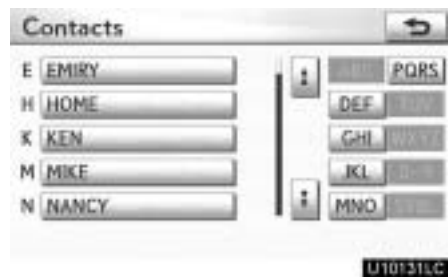 Contacts
E EMIRY PQRS
H HOME DEF
K KEN GHI
M MIKE JKL
N NANCY MNO
U10131LC